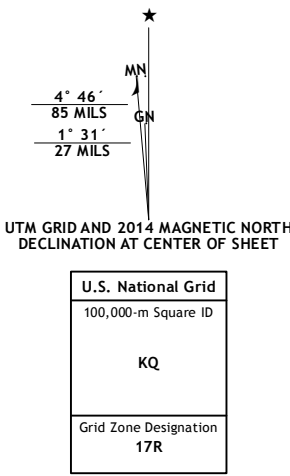 ★
MN
4° 46´
85 MILS
GN
1° 31´
27 MILS
UTM GRID AND 2014 MAGNETIC NORTH
DECLINATION AT CENTER OF SHEET
U.S. National Grid
100,000-m Square ID
KQ
Grid Zone Designation
17R